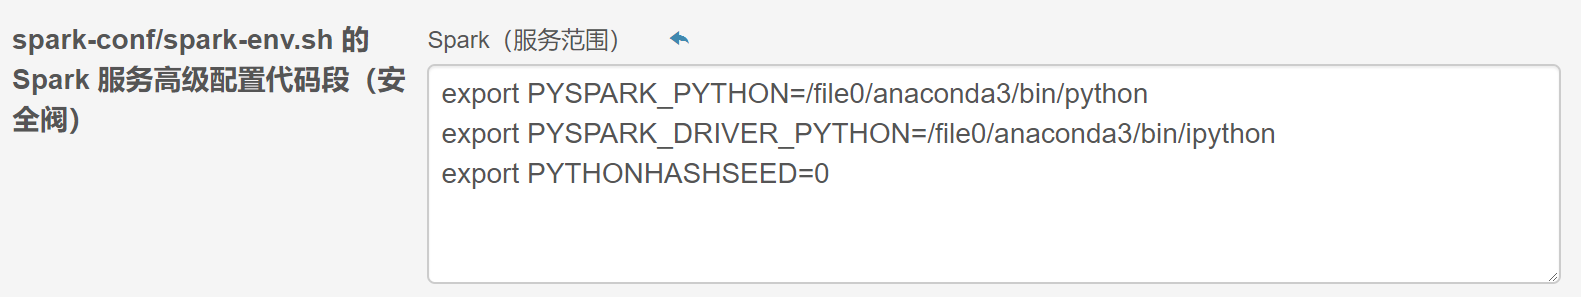 spark-conf/spark-env.sh 的
Spark 服务高级配置代码段（安
全阀）
Spark（服务范围）
export PYSPARK_PYTHON=/file0/anaconda3/bin/python
export PYSPARK_DRIVER_PYTHON=/file0/anaconda3/bin/ipython
export PYTHONHASHSEED=0